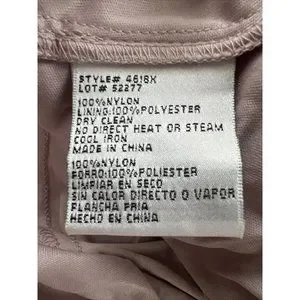 STYLE# 4618X
LOT# 52277
100%NYLON
LINING:100%POLYESTER
DRY CLEAN
NO DIRECT HEAT OR STEAM
COOL IRON
MADE IN CHINA
100%NYLON
FORRO:100%POLIESTER
LIMPIAR EN SECO
SIN CALOR DIRECTO O VAPOR
FLANCHA FRIA
HECHO EN CHINA